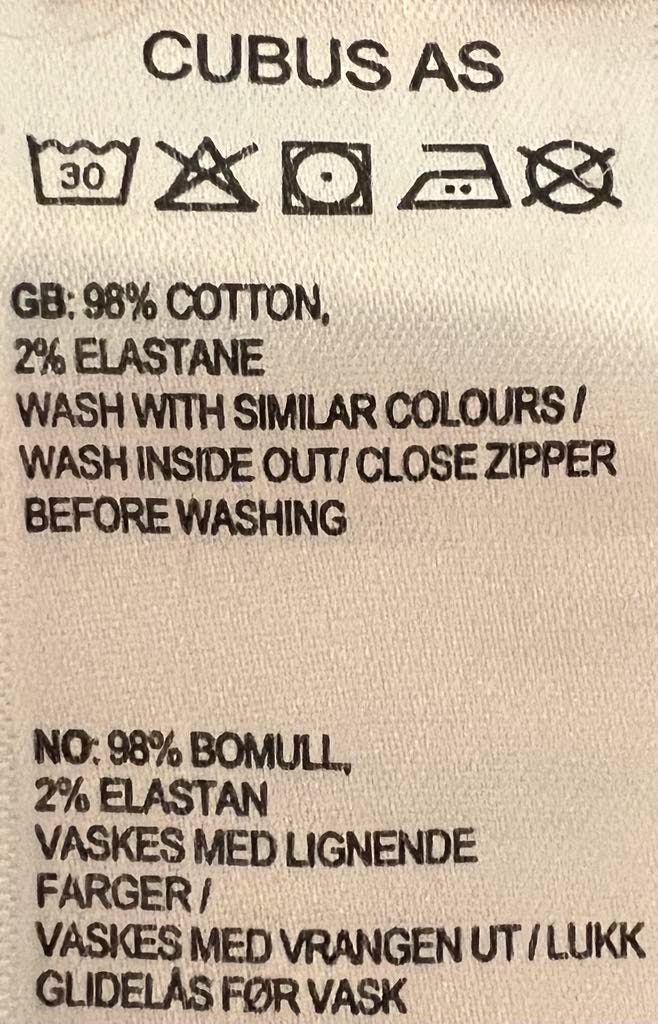 CUBUS AS
30
GB: 98% COTTON,
2% ELASTANE
WASH WITH SIMILAR COLOURS /
WASH INSIDE OUT/ CLOSE ZIPPER
BEFORE WASHING
NO: 98% BOMULL,
2% ELASTAN
VASKES MED LIGNENDE
FARGER /
VASKES MED VRANGEN UT / LUKK
GLIDELÅS FØR VASK